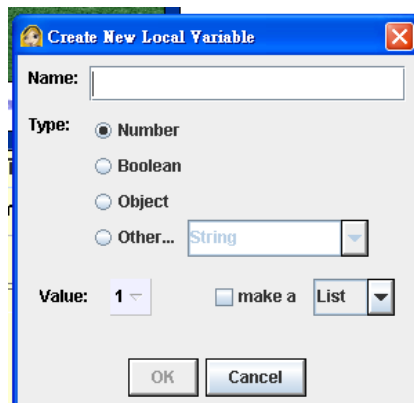 Create New Local Variable
Name:
Type:
Number
Boolean
Object
Other... String
Value: 1 make a List
OK Cancel